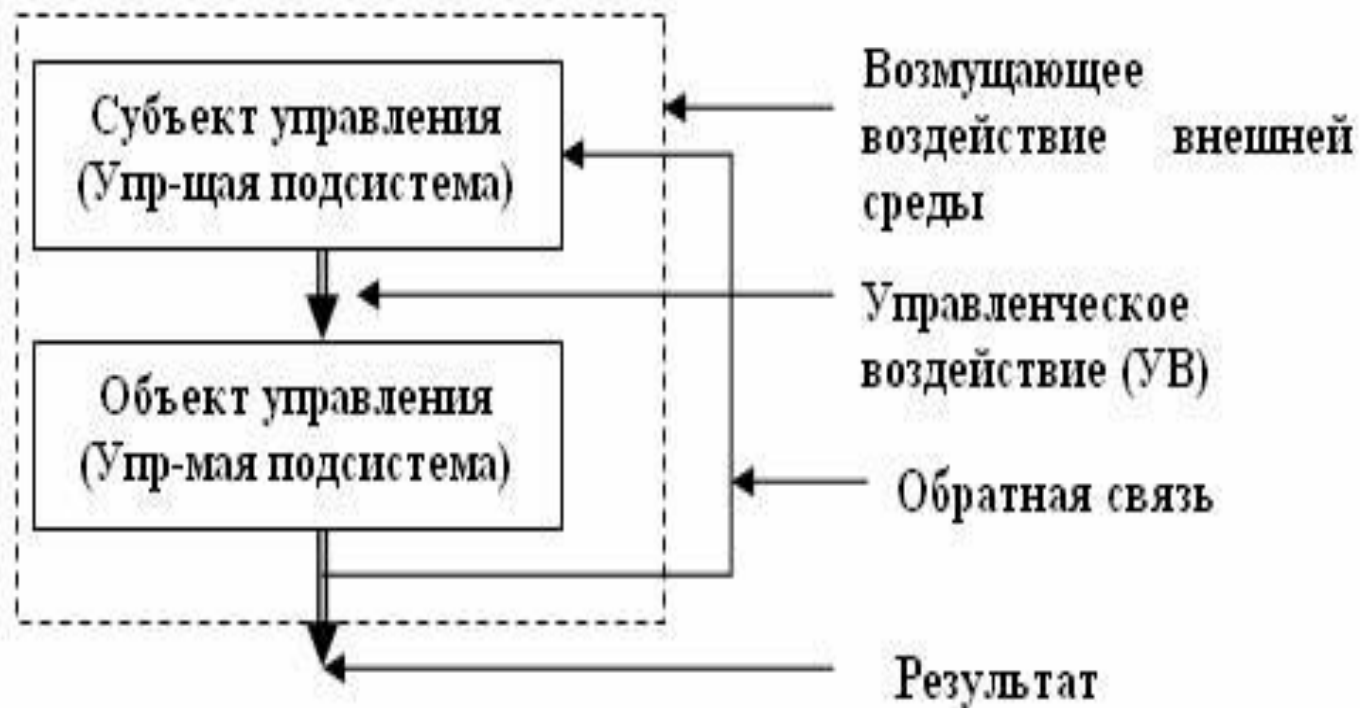 Субъект управления
(Упр-щая подсистема)
Объект управления
(Упр-мая подсистема)
Возмущающее
воздействие внешней
среды
Управленческое
воздействие (УВ)
Обратная связь
Результат